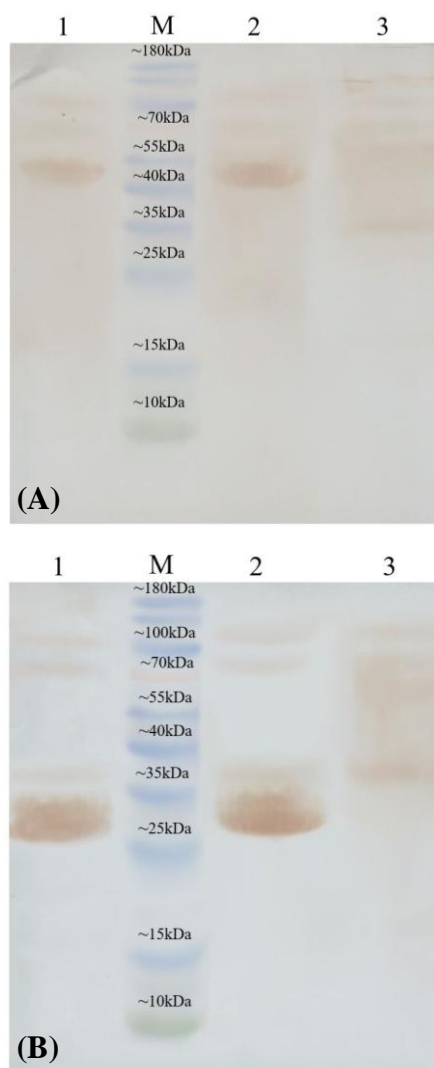 1 M 2 3
~180kDa
~70kDa
~55kDa
~40kDa
~35kDa
~25kDa
~15kDa
~10kDa
(A)
1 M 2 3
~180kDa
~100kDa
~70kDa
~55kDa
~40kDa
~35kDa
~25kDa
~15kDa
~10kDa
(B)